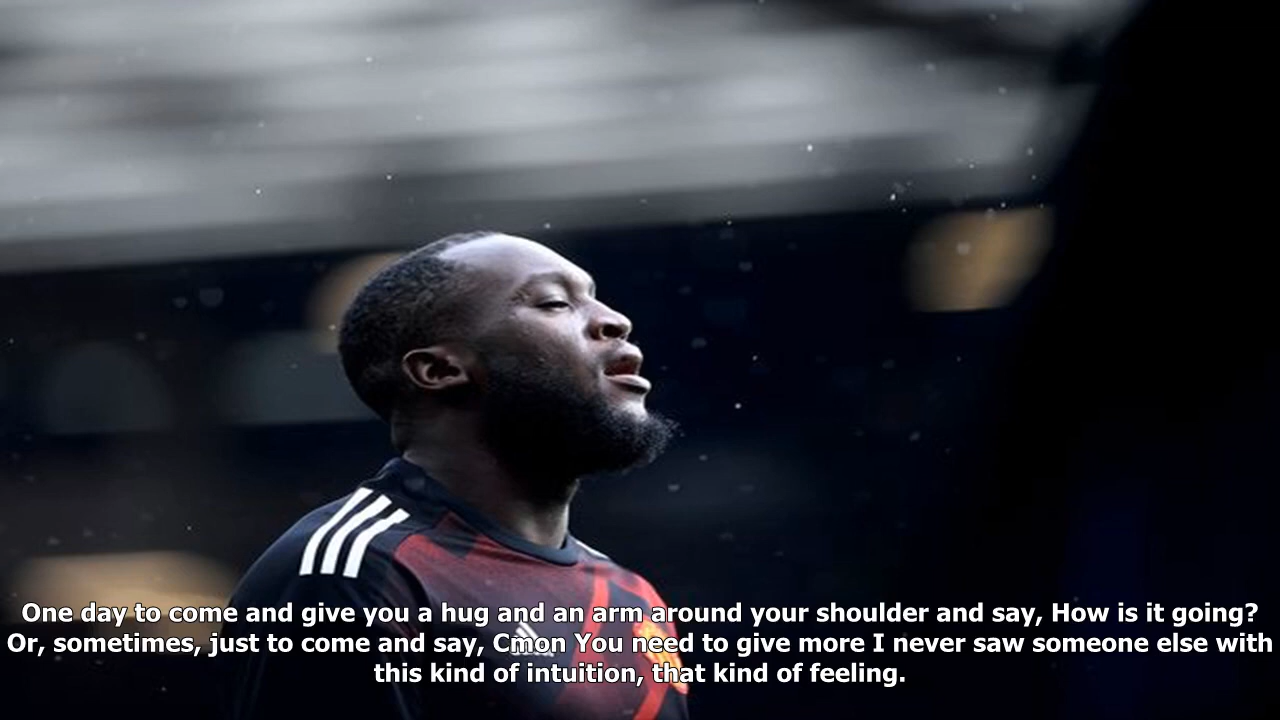 One day to come and give you a hug and an arm around your shoulder and say, How is it going?
Or, sometimes, just to come and say, Cmon You need to give more I never saw someone else with
this kind of intuition, that kind of feeling.